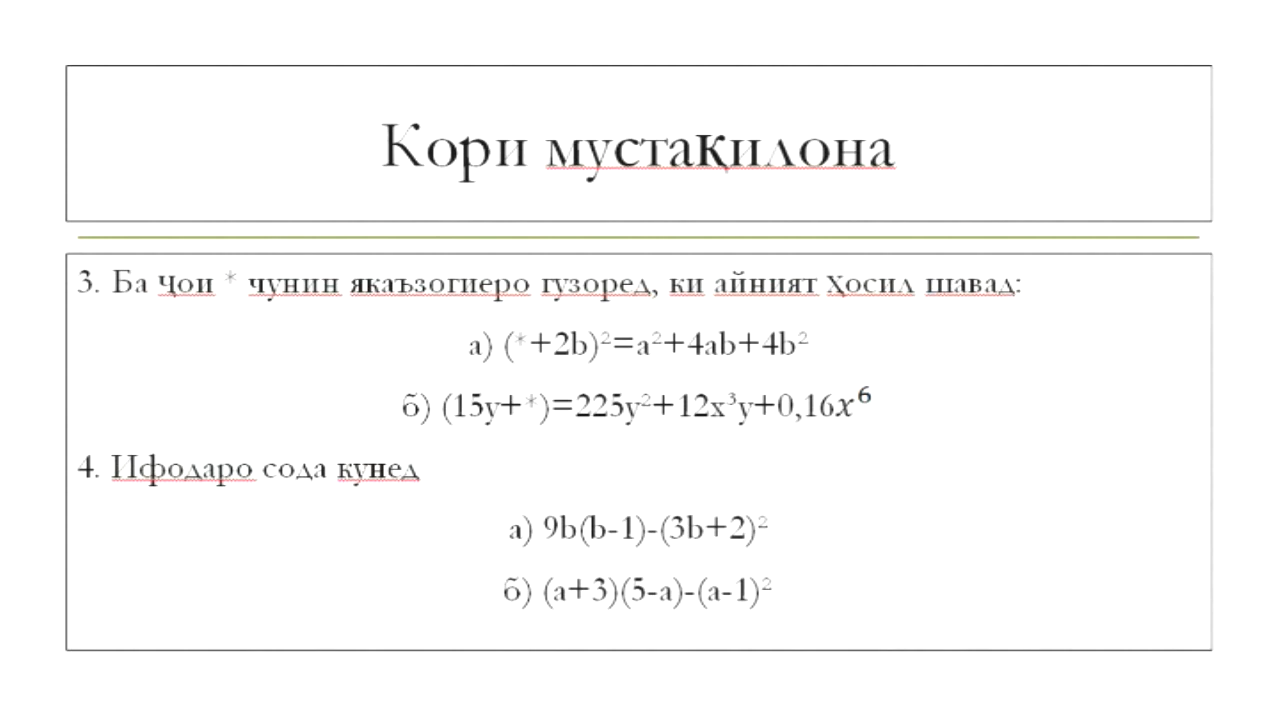 Кори мустақилона
3. Ба ҷои * чунин якаъзогиеро гузоред, ки айният ҳосил шавад:
а) (*+2b)²=a²+4ab+4b²
б) (15y+*)=225y²+12x³y+0,16𝑥⁶
4. Ифодаро сода кунед
а) 9b(b-1)-(3b+2)²
б) (a+3)(5-a)-(a-1)²